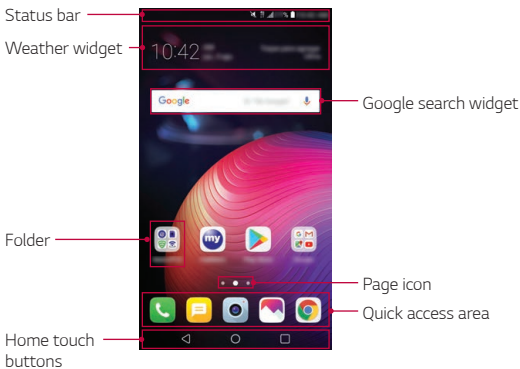 Status bar
Weather widget
10:42
Google
Google search widget
my
Folder
Page icon
Quick access area
Home touch
buttons